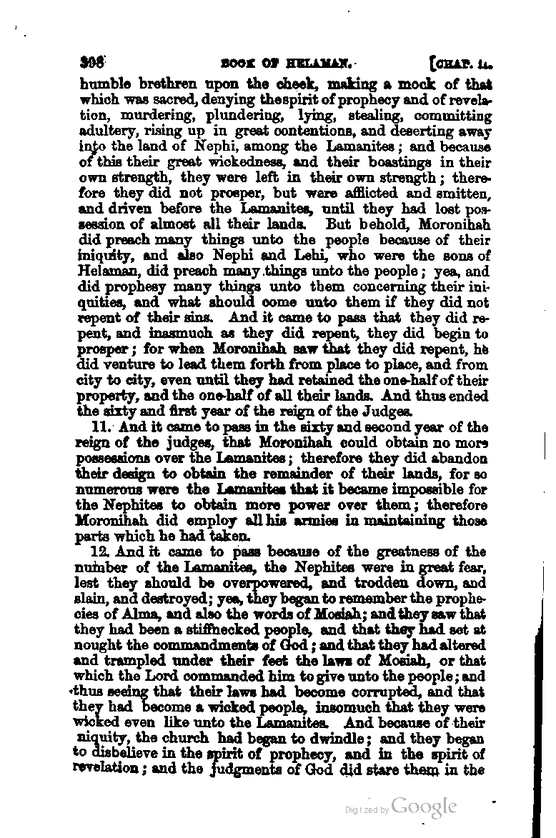 398 BOOK OF HELAMAN. [CHAP. II.
humble brethren upon the cheek, making a mock of that
which was sacred, denying the spirit of prophecy and of revela-
tion, murdering, plundering, lying, stealing, committing
adultery, rising up in great contentions, and deserting away
into the land of Nephi, among the Lamanites; and because
of this their great wickedness, and their boastings in their
own strength, they were left in their own strength; there-
fore they did not prosper, but were afflicted and smitten,
and driven before the Lamanites, until they had lost pos-
session of almost all their lands. But behold, Moronihah
did preach many things unto the people because of their
iniquity, and also Nephi and Lehi, who were the sons of
Helaman, did preach many things unto the people; yea, and
did prophesy many things unto them concerning their ini-
quities, and what should come unto them if they did not
repent of their sins. And it came to pass that they did re-
pent, and inasmuch as they did repent, they did begin to
prosper; for when Moronihah saw that they did repent, he
did venture to lead them forth from place to place, and from
city to city, even until they had retained the one-half of their
property, and the one-half of all their lands. And thus ended
the sixty and first year of the reign of the Judges.
11. And it came to pass in the sixty and second year of the
reign of the judges, that Moronihah could obtain no more
possessions over the Lamanites; therefore they did abandon
their design to obtain the remainder of their lands, for so
numerous were the Lamanites that it became impossible for
the Nephites to obtain more power over them; therefore
Moronihah did employ all his armies in maintaining those
parts which he had taken.
12. And it came to pass because of the greatness of the
number of the Lamanites, the Nephites were in great fear,
lest they should be overpowered, and trodden down, and
slain, and destroyed; yea, they began to remember the prophe-
cies of Alma, and also the words of Mosiah; and they saw that
they had been a stiffnecked people, and that they had set at
nought the commandments of God; and that they had altered
and trampled under their feet the laws of Mosiah, or that
which the Lord commanded him to give unto the people; and
thus seeing that their laws had become corrupted, and that
they had become a wicked people, insomuch that they were
wicked even like unto the Lamanites. And because of their
niquity, the church had began to dwindle; and they began
to disbelieve in the spirit of prophecy, and in the spirit of
revelation; and the judgments of God did stare them in the
Digitized by Google